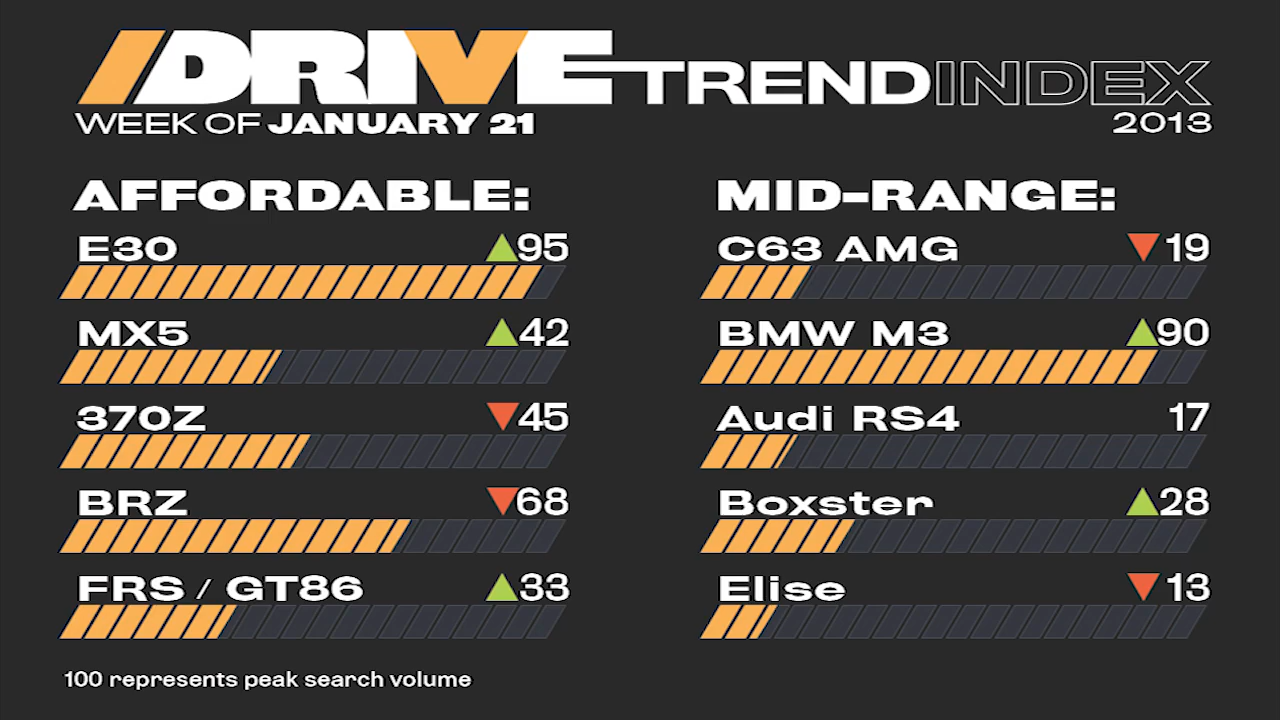 /DRIVE TREND INDEX
WEEK OF JANUARY 21
2013
AFFORDABLE:
E30 95
MX5 42
370Z 45
BRZ 68
FRS / GT86 33
MID-RANGE:
C63 AMG 19
BMW M3 90
Audi RS4 17
Boxster 28
Elise 13
100 represents peak search volume